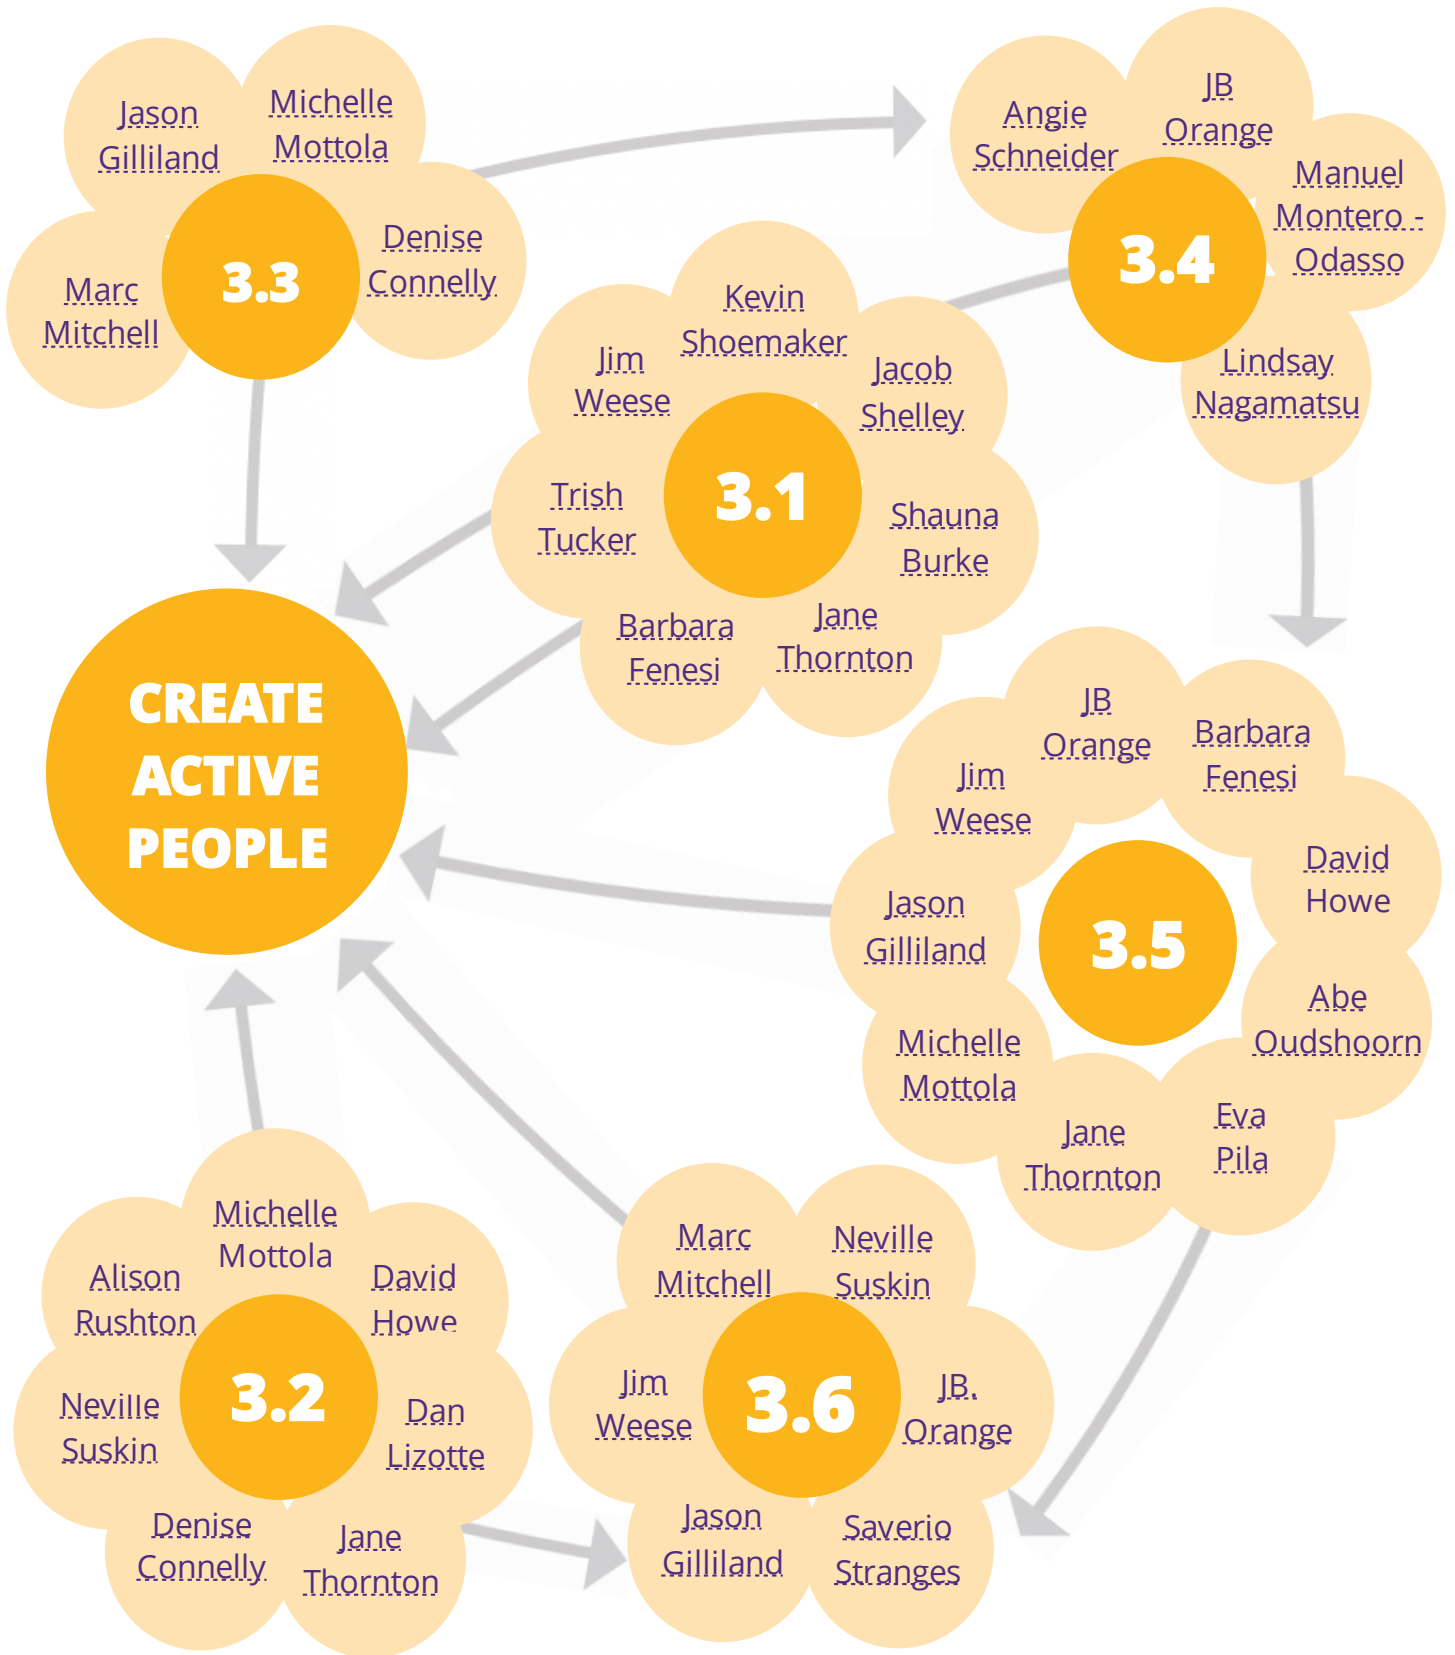 Jason
Gilliland
Michelle
Mottola
Denise
Connelly
Marc
Mitchell
3.3
Angie
Schneider
JB
Orange
Manuel
Montero -
Odasso
Lindsay
Nagamatsu
3.4
Kevin
Shoemaker
Jim
Weese
Jacob
Shelley
Trish
Tucker
Shauna
Burke
Barbara
Fenesi
Jane
Thornton
3.1
CREATE
ACTIVE
PEOPLE
JB
Orange
Barbara
Fenesi
Jim
Weese
David
Howe
Jason
Gilliland
Abe
Oudshoorn
Michelle
Mottola
Eva
Pila
Jane
Thornton
3.5
Michelle
Mottola
Alison
Rushton
David
Howe
Neville
Suskin
Dan
Lizotte
Denise
Connelly
Jane
Thornton
3.2
Marc
Mitchell
Neville
Suskin
Jim
Weese
JB.
Orange
Jason
Gilliland
Saverio
Stranges
3.6